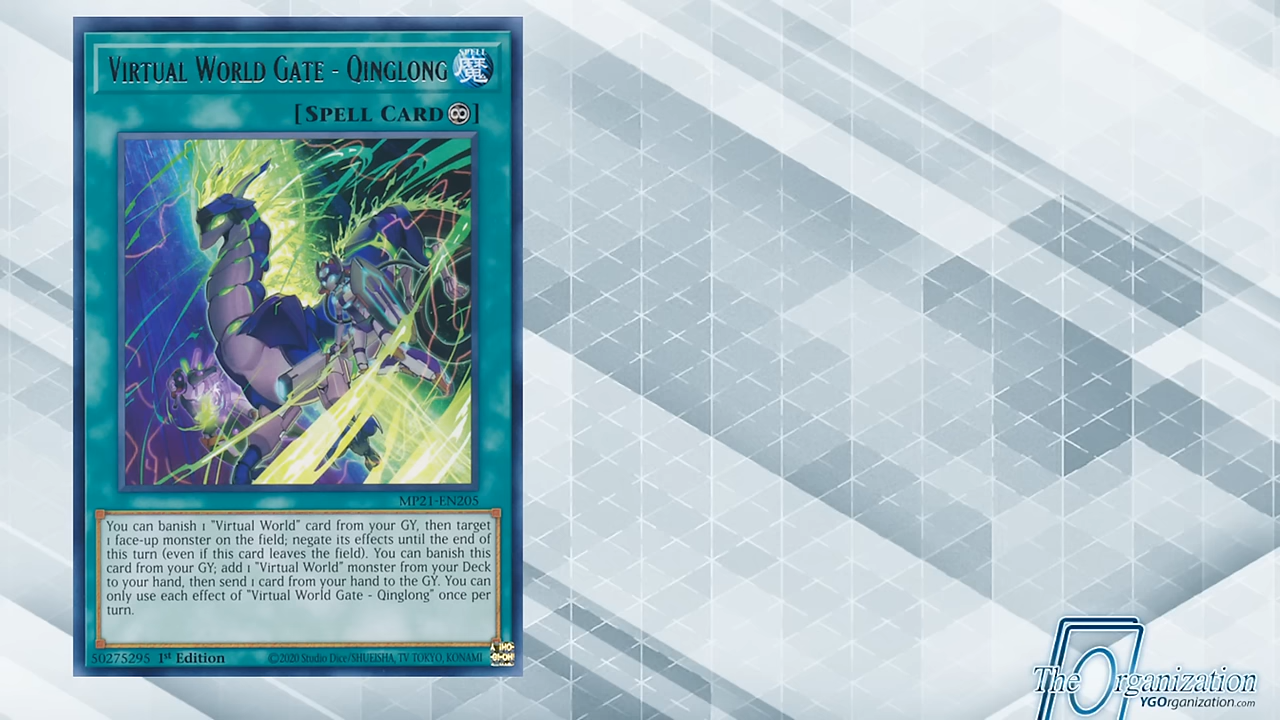 VIRTUAL WORLD GATE - QINGLONG
SPELL
魔
[SPELL CARD]
MP21-EN205
You can banish 1 "Virtual World" card from your GY, then target
1 face-up monster on the field; negate its effects until the end of
this turn (even if this card leaves the field). You can banish this
card from your GY; add 1 "Virtual World" monster from your Deck
to your hand, then send 1 card from your hand to the GY. You can
only use each effect of "Virtual World Gate - Qinglong" once per
turn.
50275295 1st Edition ©2020 Studio Dice/SHUEISHA, TV TOKYO, KONAMI
The Organization
YGOrganization.com